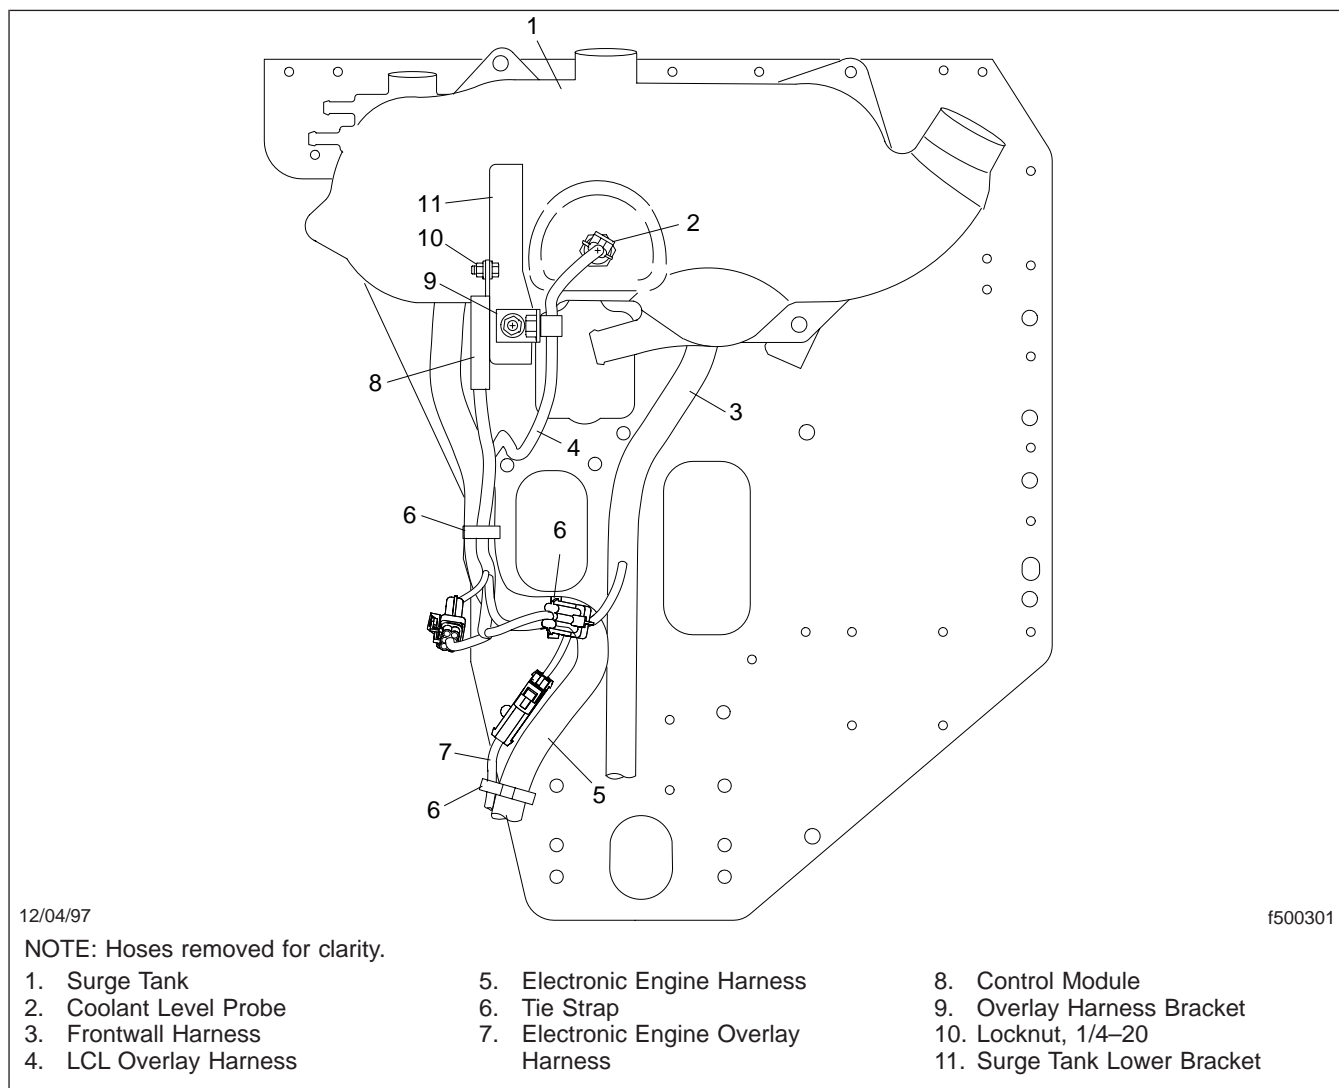 1
11
2
10
9
8
3
4
6
6
7
5
6
12/04/97
f500301
NOTE: Hoses removed for clarity.
1. Surge Tank
2. Coolant Level Probe
3. Frontwall Harness
4. LCL Overlay Harness
5. Electronic Engine Harness
6. Tie Strap
7. Electronic Engine Overlay
Harness
8. Control Module
9. Overlay Harness Bracket
10. Locknut, 1/4–20
11. Surge Tank Lower Bracket